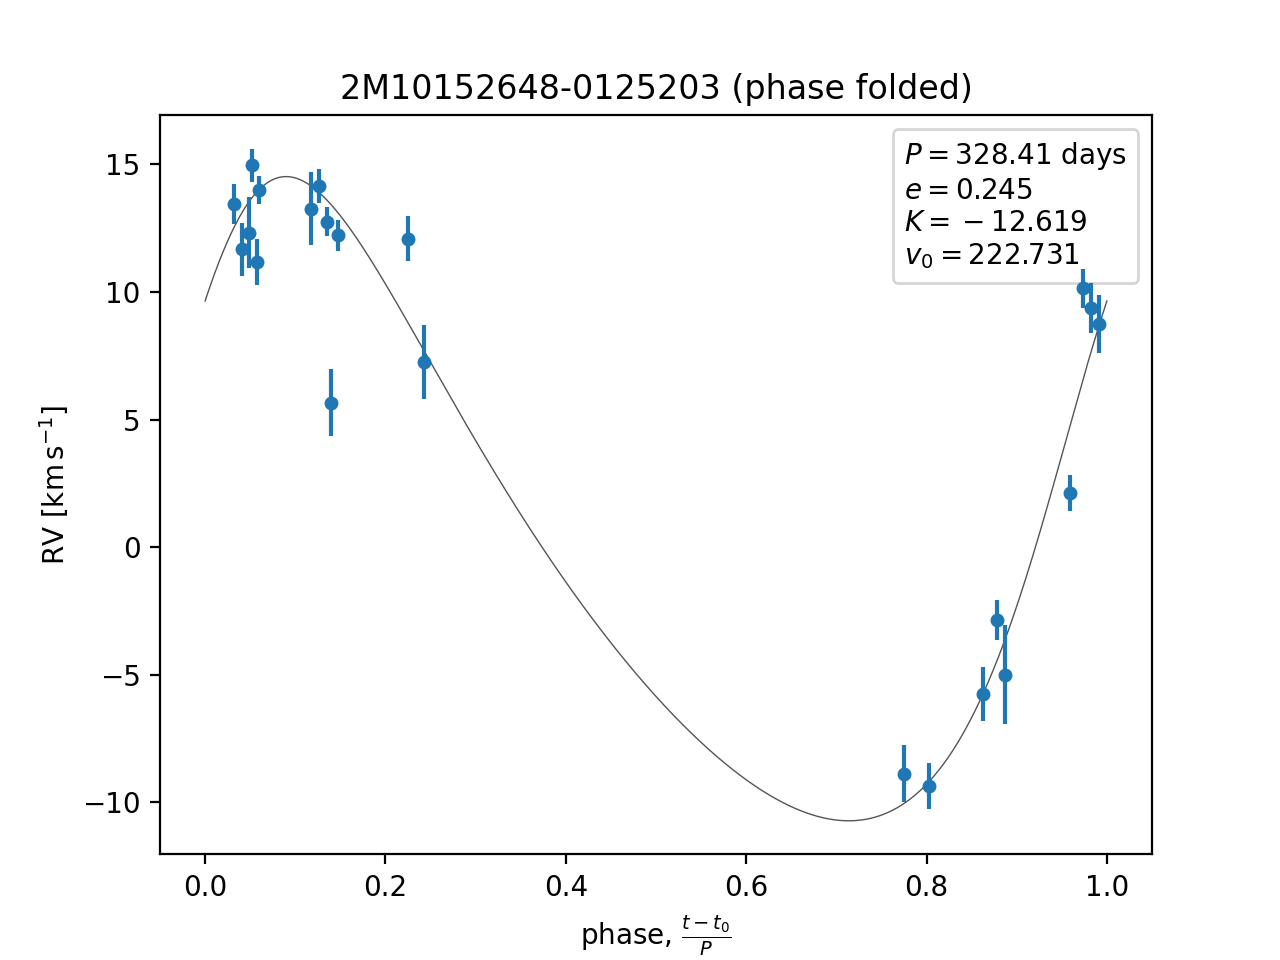 2M10152648-0125203 (phase folded)
P = 328.41 days
e = 0.245
K = −12.619
v₀ = 222.731
15
10
5
0
−5
−10
RV [km s⁻¹]
0.0 0.2 0.4 0.6 0.8 1.0
phase, (t − t₀)/P